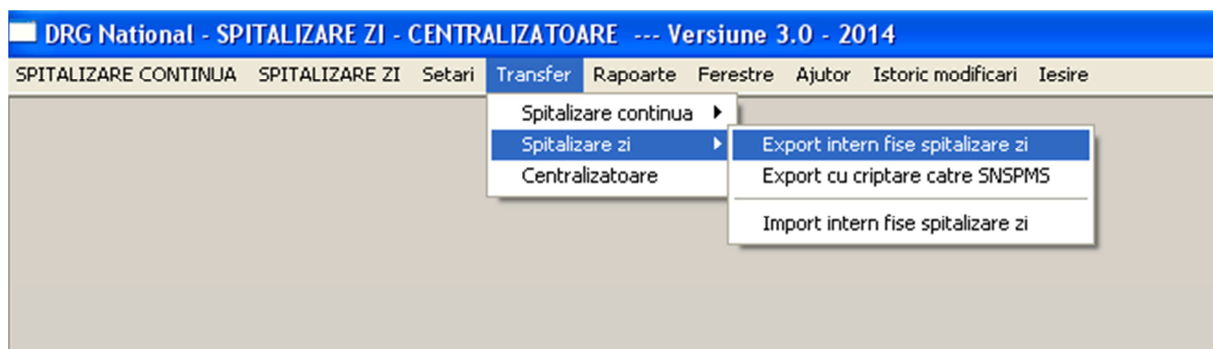 DRG National - SPITALIZARE ZI - CENTRALIZATOARE --- Versiune 3.0 - 2014
SPITALIZARE CONTINUA SPITALIZARE ZI Setari Transfer Rapoarte Ferestre Ajutor Istoric modificari Iesire
Spitalizare continua
Spitalizare zi
Centralizatoare
Export intern fise spitalizare zi
Export cu criptare catre SNSPMS
Import intern fise spitalizare zi